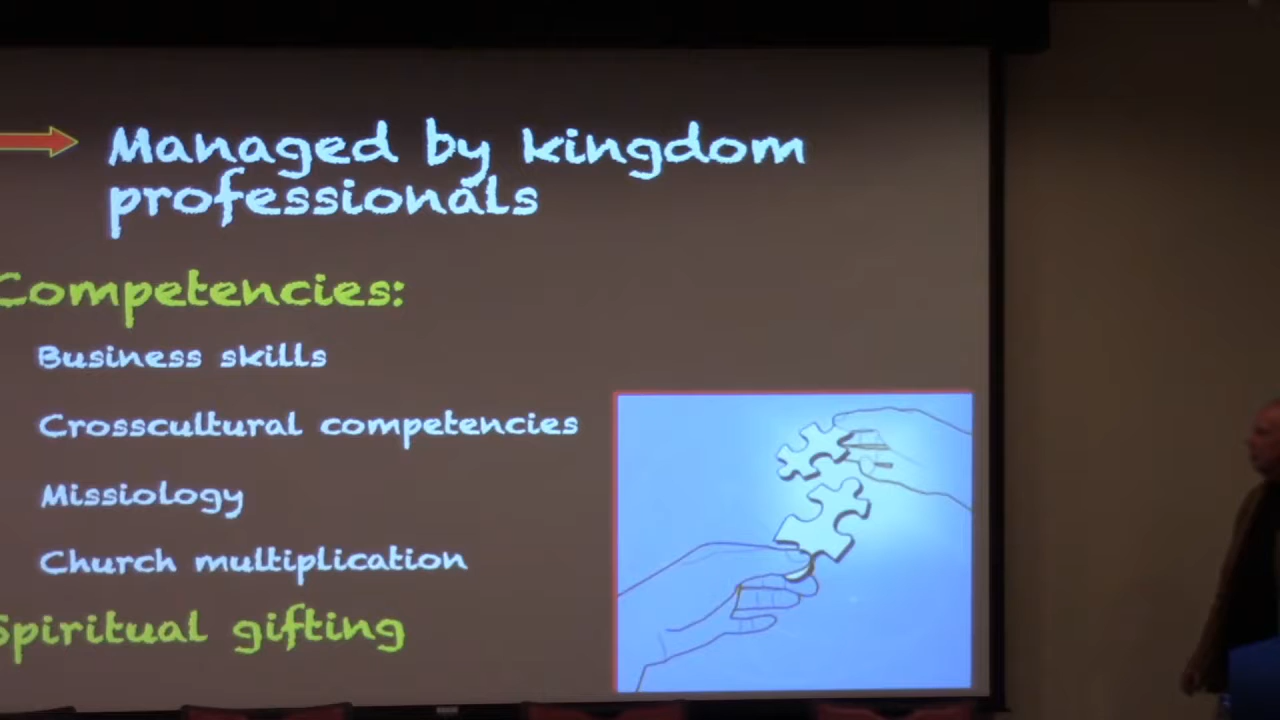 Managed by kingdom
professionals
Competencies:
Business skills
Crosscultural competencies
Missiology
Church multiplication
Spiritual gifting